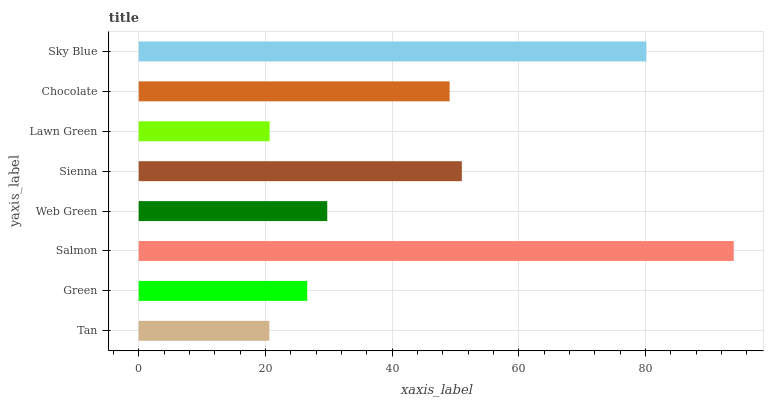 title
Sky Blue
Chocolate
Lawn Green
Sienna
Web Green
Salmon
Green
Tan
yaxis_label
0 20 40 60 80
xaxis_label